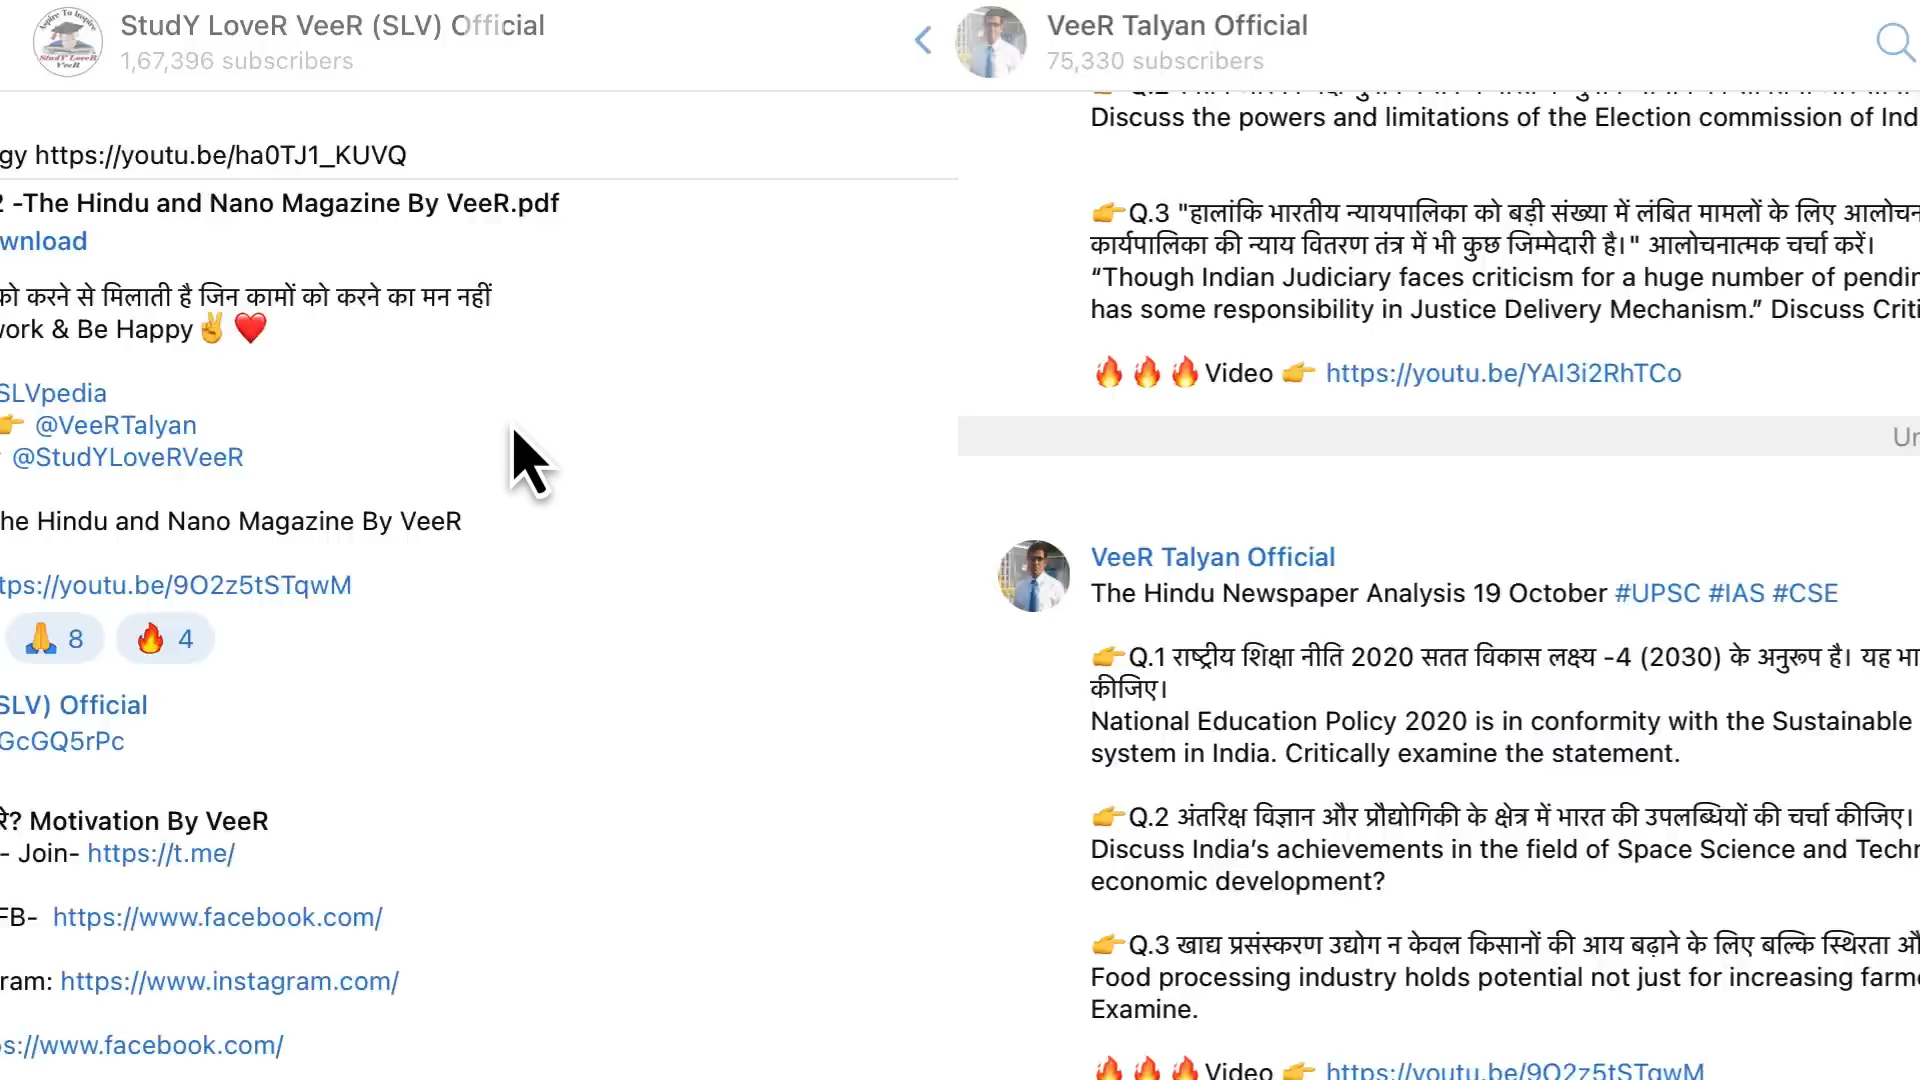 StudY LoveR VeeR (SLV) Official
1,67,396 subscribers
gy https://youtu.be/ha0TJ1_KUVQ
2 -The Hindu and Nano Magazine By VeeR.pdf
wnload
को करने से मिलाती है जिन कामों को करने का मन नहीं
work & Be Happy✌️❤️
SLVpedia
👉 @VeeRTalyan
@StudYLoveRVeeR
he Hindu and Nano Magazine By VeeR
tps://youtu.be/9O2z5tSTqwM
🙏 8 🔥 4
SLV) Official
GcGQ5rPc
रे? Motivation By VeeR
- Join- https://t.me/
FB- https://www.facebook.com/
ram: https://www.instagram.com/
s://www.facebook.com/
VeeR Talyan Official
75,330 subscribers
Discuss the powers and limitations of the Election commission of Ind
👉Q.3 "हालांकि भारतीय न्यायपालिका को बड़ी संख्या में लंबित मामलों के लिए आलोचन
कार्यपालिका की न्याय वितरण तंत्र में भी कुछ जिम्मेदारी है।" आलोचनात्मक चर्चा करें।
“Though Indian Judiciary faces criticism for a huge number of pendin
has some responsibility in Justice Delivery Mechanism.” Discuss Criti
🔥🔥🔥Video 👉 https://youtu.be/YAI3i2RhTCo
Un
VeeR Talyan Official
The Hindu Newspaper Analysis 19 October #UPSC #IAS #CSE
👉Q.1 राष्ट्रीय शिक्षा नीति 2020 सतत विकास लक्ष्य -4 (2030) के अनुरूप है। यह भा
कीजिए।
National Education Policy 2020 is in conformity with the Sustainable
system in India. Critically examine the statement.
👉Q.2 अंतरिक्ष विज्ञान और प्रौद्योगिकी के क्षेत्र में भारत की उपलब्धियों की चर्चा कीजिए।
Discuss India’s achievements in the field of Space Science and Techn
economic development?
👉Q.3 खाद्य प्रसंस्करण उद्योग न केवल किसानों की आय बढ़ाने के लिए बल्कि स्थिरता औ
Food processing industry holds potential not just for increasing farme
Examine.
🔥🔥🔥Video 👉 https://youtu.be/9O2z5tSTqwM